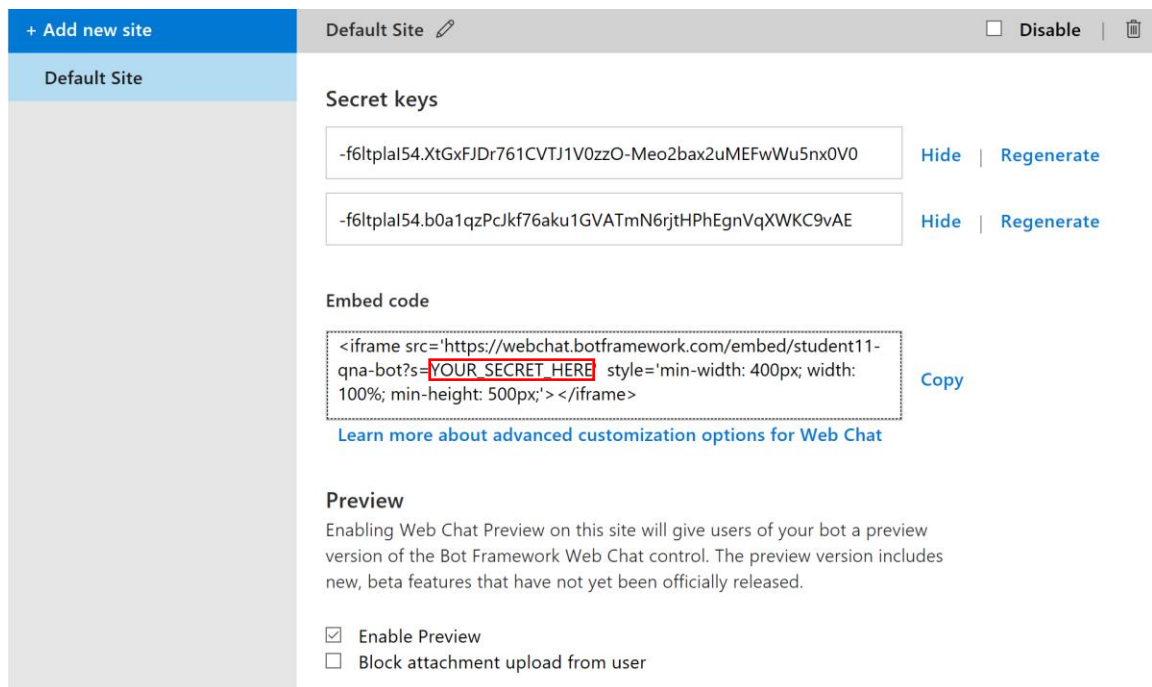 + Add new site
Default Site
Disable |
Default Site
Secret keys
-f6ltplaI54.XtGxFJDr761CVTJ1V0zzO-Meo2bax2uMEFwWu5nx0V0
Hide | Regenerate
-f6ltplaI54.b0a1qzPcJkf76aku1GVATmN6rjtHPhEgnVqXWKC9vAE
Hide | Regenerate
Embed code
<iframe src='https://webchat.botframework.com/embed/student11-
qna-bot?s=YOUR_SECRET_HERE' style='min-width: 400px; width:
100%; min-height: 500px;'></iframe>
Copy
Learn more about advanced customization options for Web Chat
Preview
Enabling Web Chat Preview on this site will give users of your bot a preview
version of the Bot Framework Web Chat control. The preview version includes
new, beta features that have not yet been officially released.
Enable Preview
Block attachment upload from user